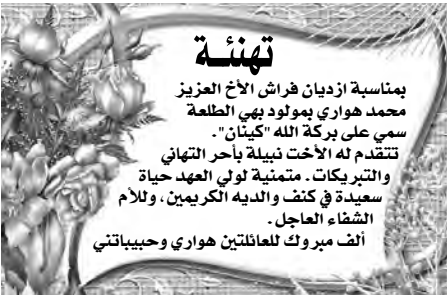 تهنئــة
بمناسبة ازديان فراش الأخ العزيز
محمد هواري بمولود بهي الطلعة
سمي على بركة الله "كينان".
تتقدم له الأخت نبيلة بأحر التهاني
والتبريكات. متمنية لولي العهد حياة
سعيدة في كنف والديه الكريمين، وللأم
الشفاء العاجل.
ألف مبروك للعائلتين هواري وحبيباتني